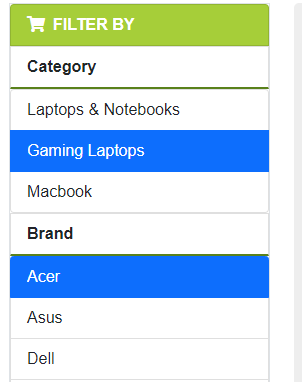 FILTER BY
Category
Laptops & Notebooks
Gaming Laptops
Macbook
Brand
Acer
Asus
Dell